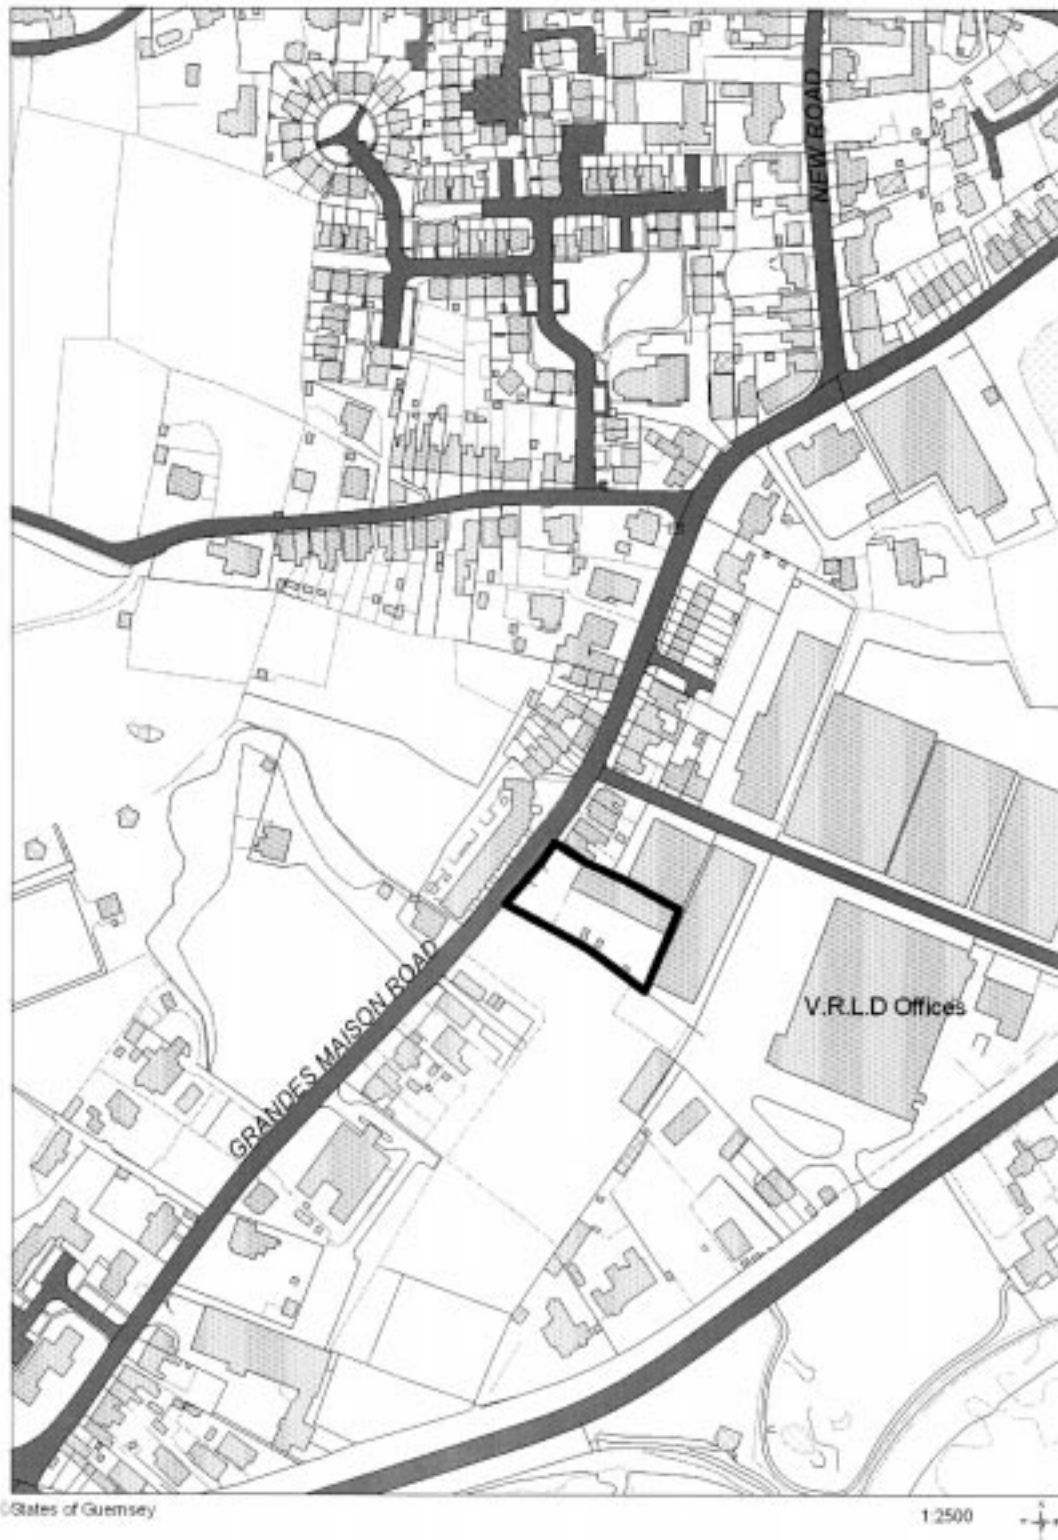 NEW ROAD
GRANDES MAISON ROAD
V.R.L.D Offices
©States of Guernsey
1:2500